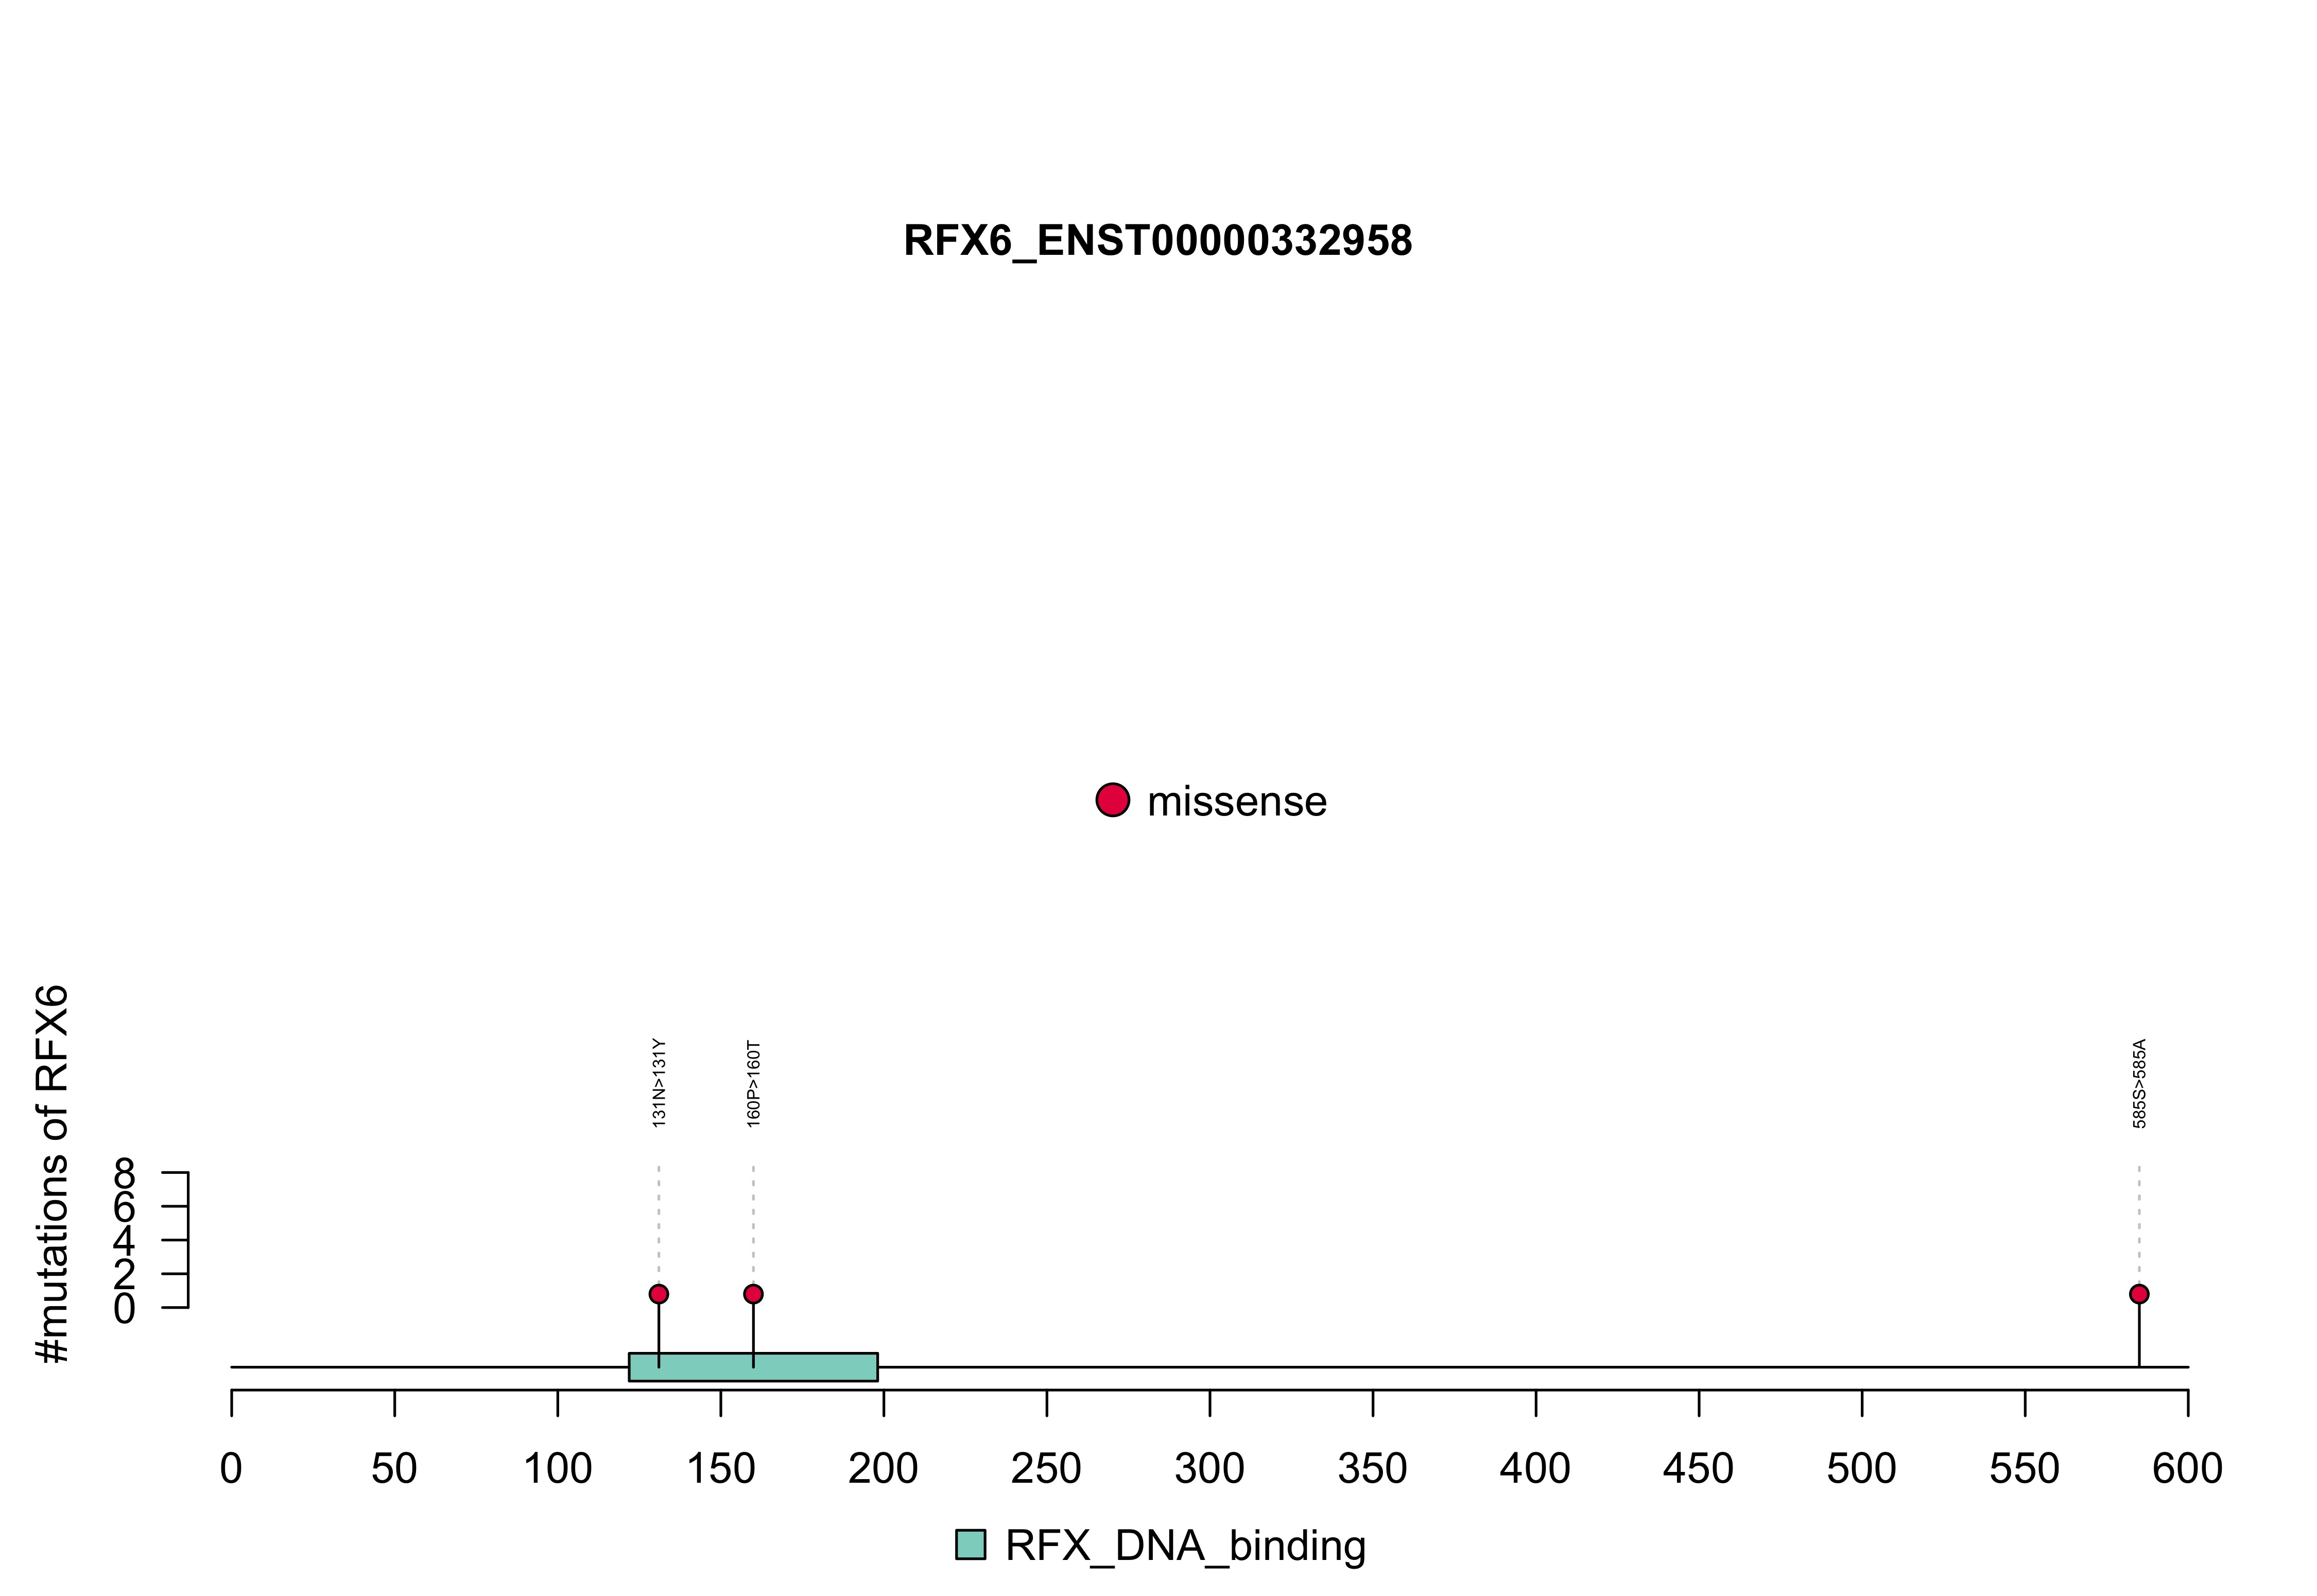 RFX6_ENST00000332958
missense
#mutations of RFX6
131N>131Y
160P>160T
585S>585A
8
6
4
2
0
0 50 100 150 200 250 300 350 400 450 500 550 600
RFX_DNA_binding